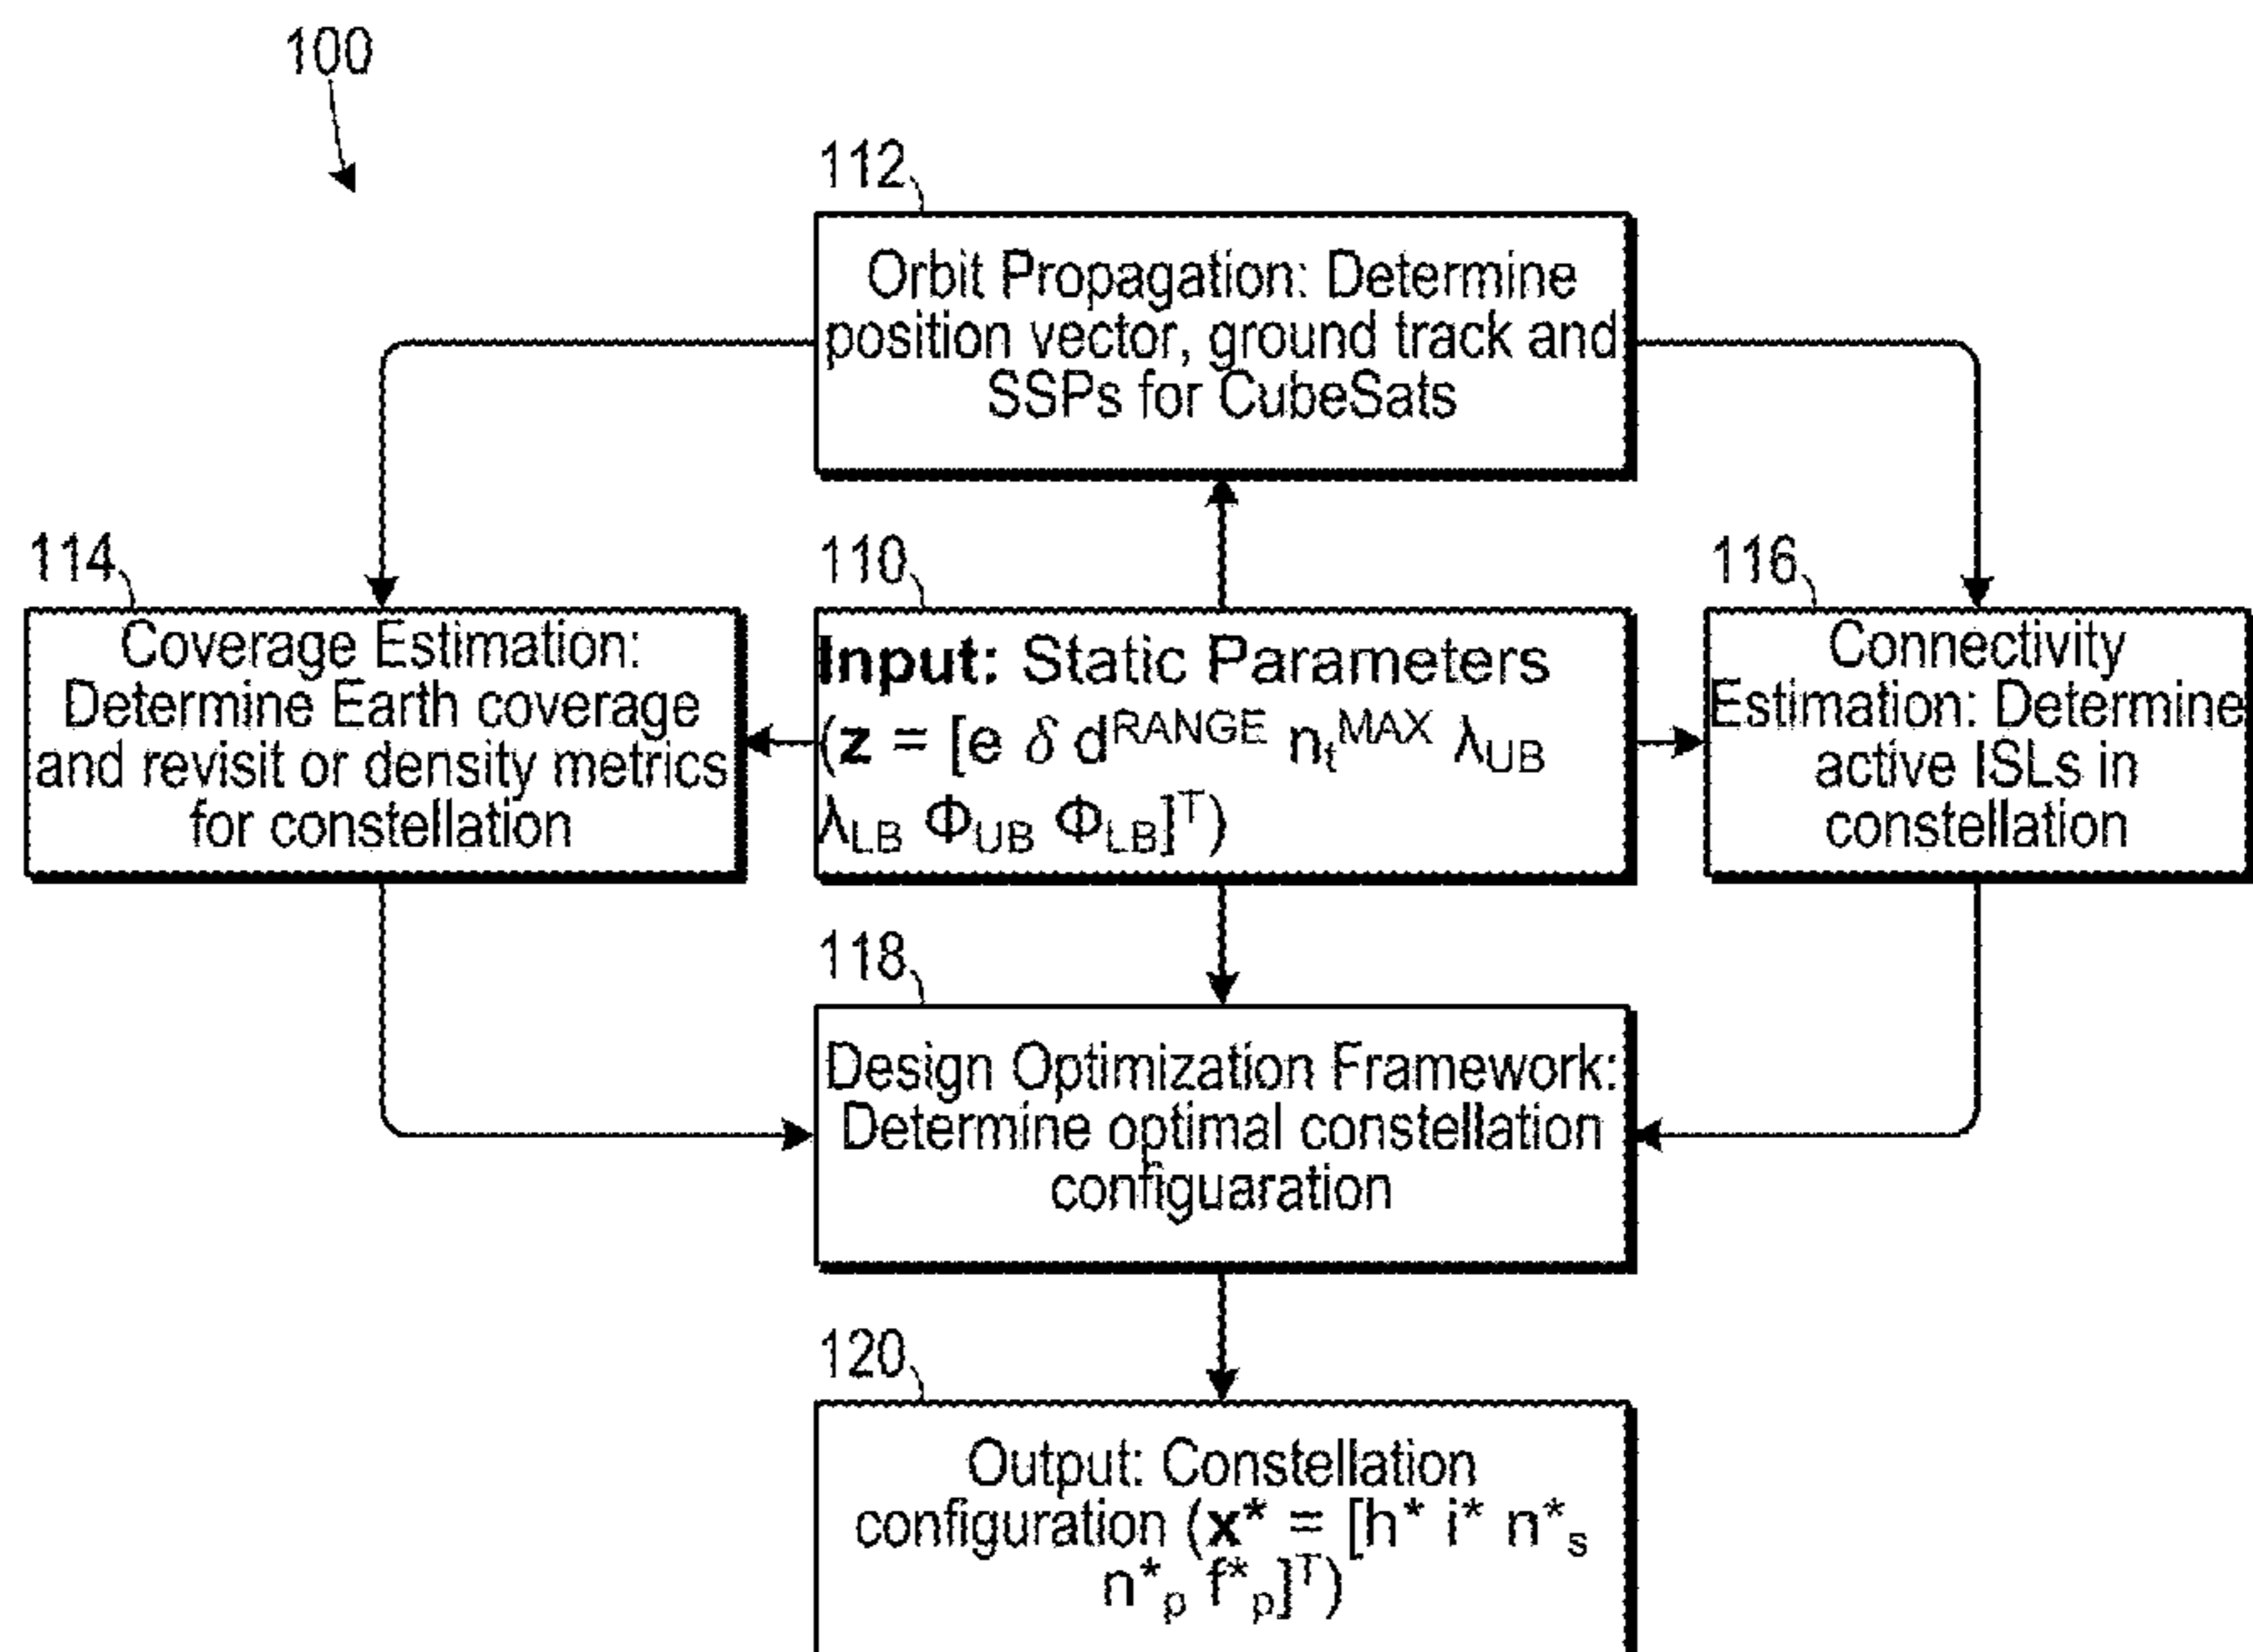 100
112
Orbit Propagation: Determine
position vector, ground track and
SSPs for CubeSats
114
Coverage Estimation:
Determine Earth coverage
and revisit or density metrics
for constellation
110
Input: Static Parameters
(z = [e δ d^RANGE n_t^MAX λ_UB
λ_LB Φ_UB Φ_LB]^T)
116
Connectivity
Estimation: Determine
active ISLs in
constellation
118
Design Optimization Framework:
Determine optimal constellation
configuaration
120
Output: Constellation
configuration (x* = [h* i* n*_s
n*_p f*_p]^T)